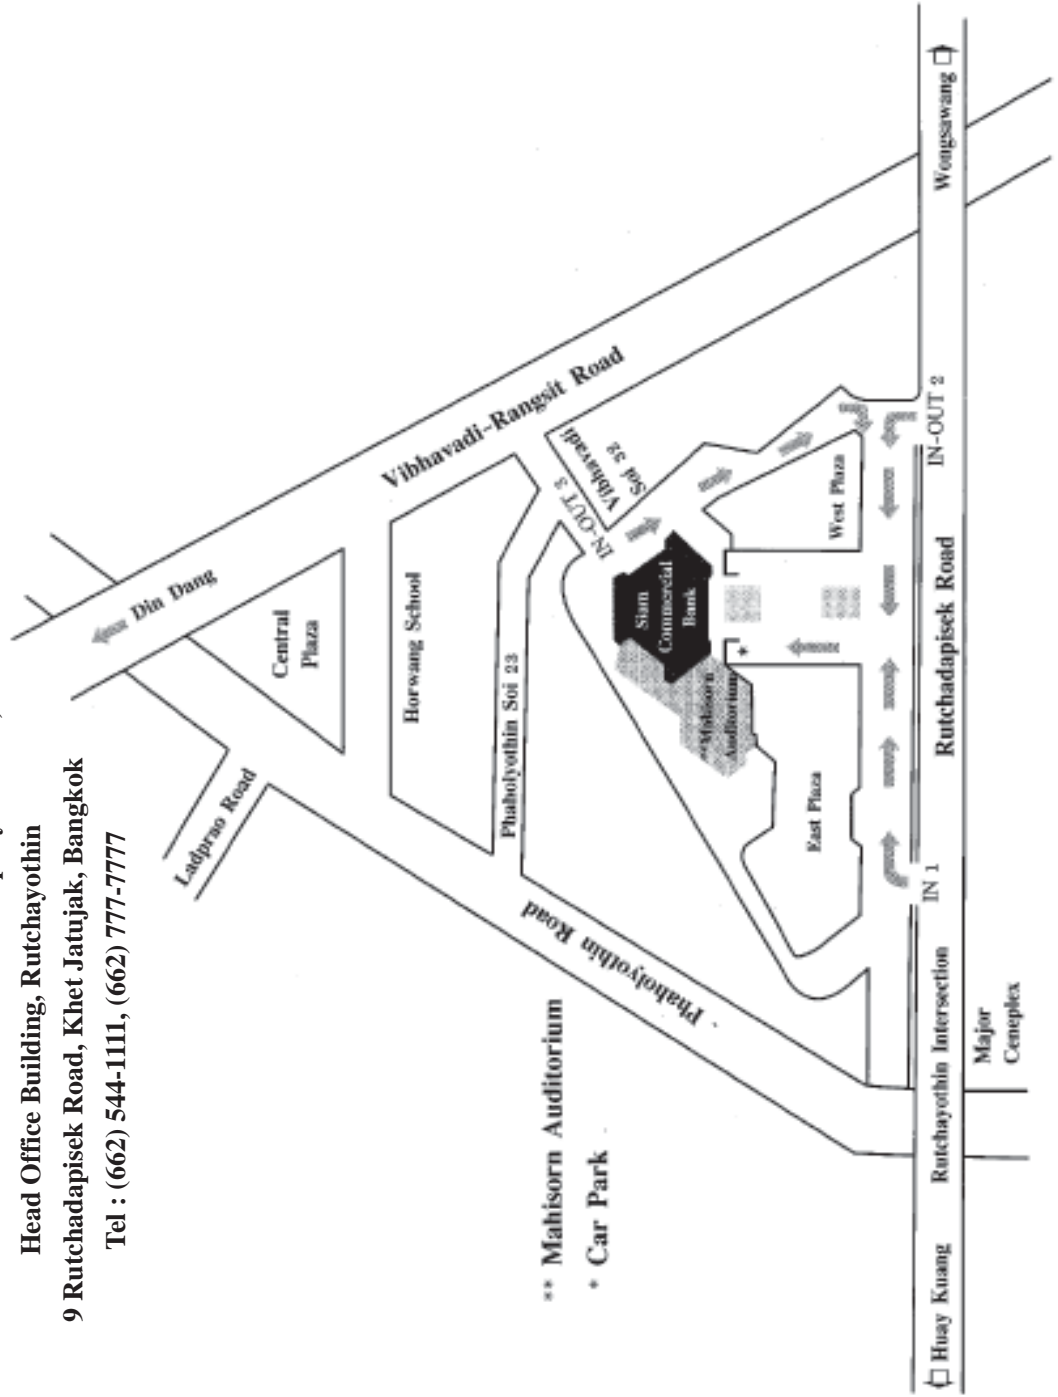 Head Office Building, Rutchayothin
9 Rutchadapisek Road, Khet Jatujak, Bangkok
Tel : (662) 544-1111, (662) 777-7777
Ladprao Road
Din Dang
Central
Plaza
Vibhavadi-Rangsit Road
Horwang School
Phaholyothin Soi 23
Phaholyothin Road
Vibhavadi
Soi 32
IN-OUT 3
Siam
Commercial
Bank
**Mahisorn
Auditorium
*
East Plaza
West Plaza
IN 1
IN-OUT 2
** Mahisorn Auditorium
* Car Park
Huay Kuang
Rutchayothin Intersection
Rutchadapisek Road
Wongsawang
Major
Ceneplex